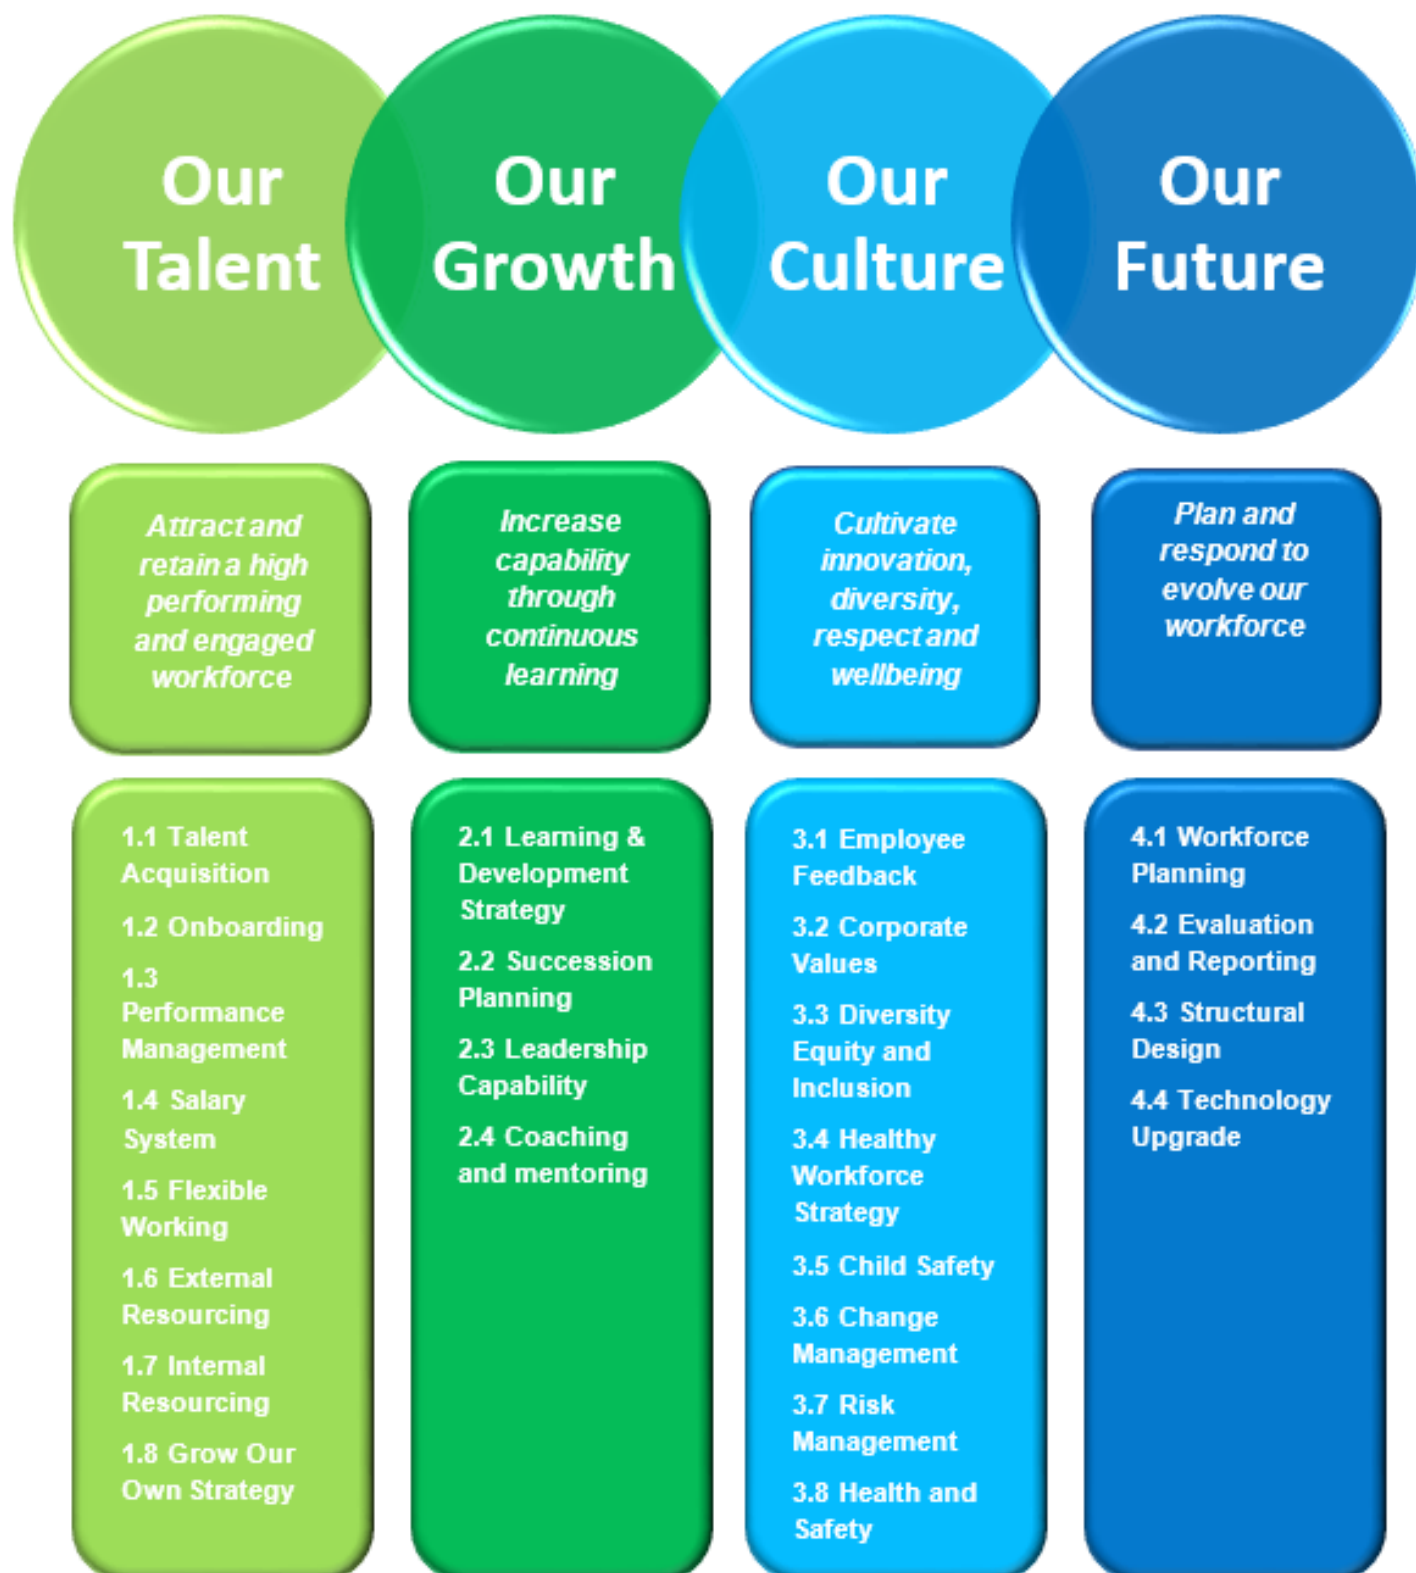 Our
Talent
Our
Growth
Our
Culture
Our
Future
Attract and
retain a high
performing
and engaged
workforce
Increase
capability
through
continuous
learning
Cultivate
innovation,
diversity,
respect and
wellbeing
Plan and
respond to
evolve our
workforce
1.1 Talent
Acquisition
1.2 Onboarding
1.3
Performance
Management
1.4 Salary
System
1.5 Flexible
Working
1.6 External
Resourcing
1.7 Internal
Resourcing
1.8 Grow Our
Own Strategy
2.1 Learning &
Development
Strategy
2.2 Succession
Planning
2.3 Leadership
Capability
2.4 Coaching
and mentoring
3.1 Employee
Feedback
3.2 Corporate
Values
3.3 Diversity
Equity and
Inclusion
3.4 Healthy
Workforce
Strategy
3.5 Child Safety
3.6 Change
Management
3.7 Risk
Management
3.8 Health and
Safety
4.1 Workforce
Planning
4.2 Evaluation
and Reporting
4.3 Structural
Design
4.4 Technology
Upgrade